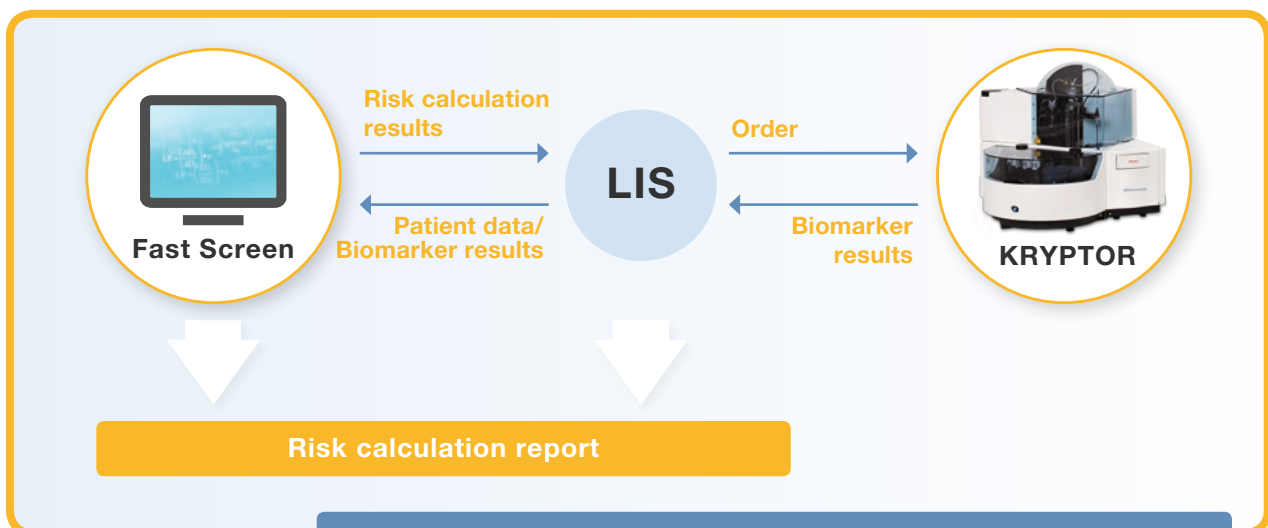 Risk calculation
results
Order
LIS
Patient data/
Biomarker results
Biomarker
results
Fast Screen
KRYPTOR
Risk calculation report